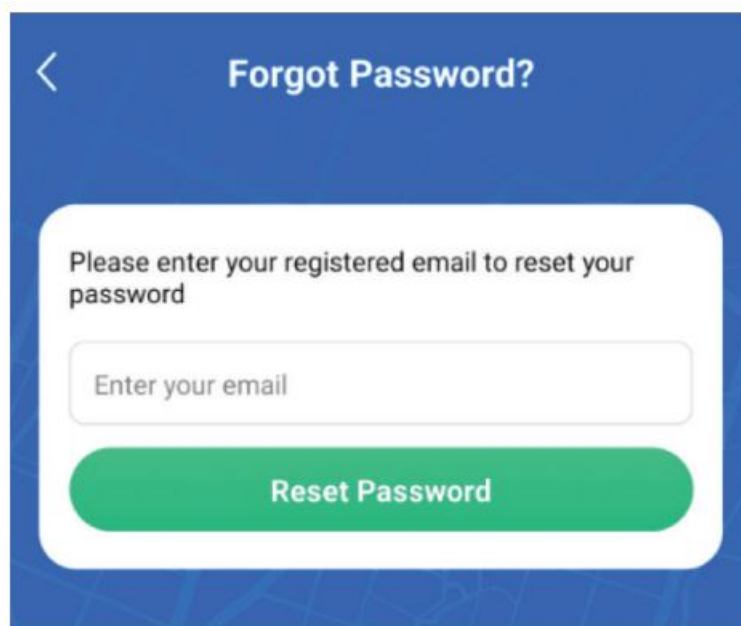 Forgot Password?
Please enter your registered email to reset your
password
Enter your email
Reset Password